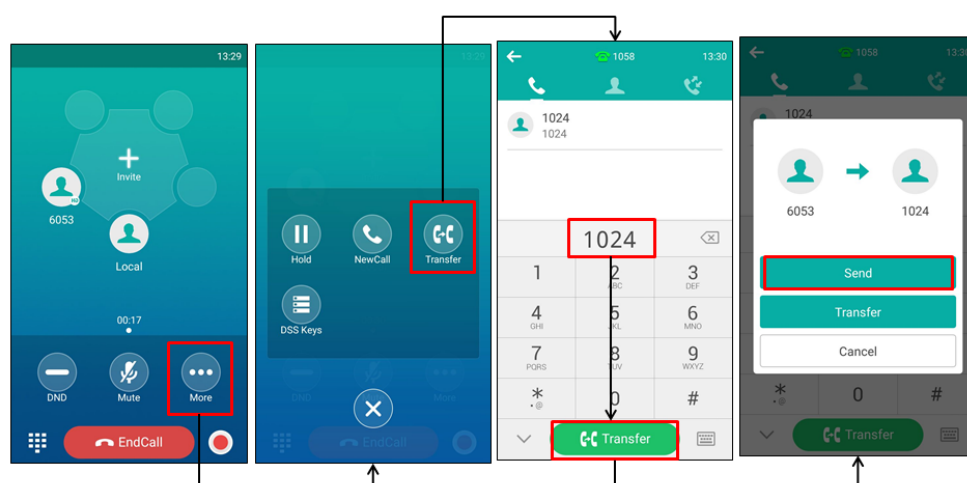 13:29
Invite
6053
Local
00:17
DND
Mute
More
EndCall
13:29
Hold
NewCall
Transfer
DSS Keys
DND
More
EndCall
1058
13:30
1024
1024
1024
1
2
ABC
3
DEF
4
GHI
5
JKL
6
MNO
7
PQRS
8
TUV
9
WXYZ
*
.@
0
#
Transfer
1058
13:30
1024
6053
1024
Send
Transfer
Cancel
*
.@
0
#
Transfer